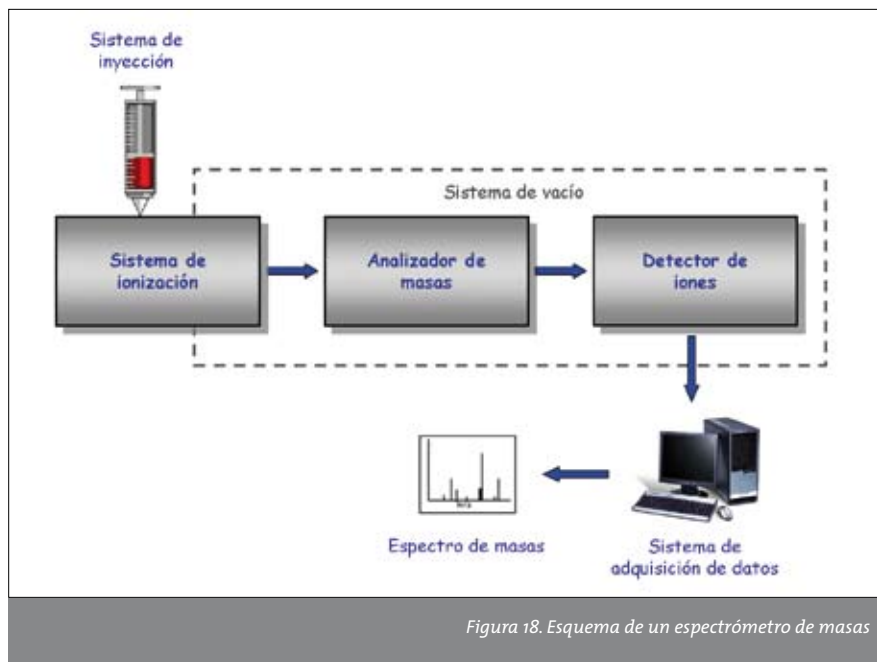 Sistema de
inyección
Sistema de vacío
Sistema de
ionización
Analizador de
masas
Detector de
iones
Espectro de masas
Sistema de
adquisición de datos
Figura 18. Esquema de un espectrómetro de masas